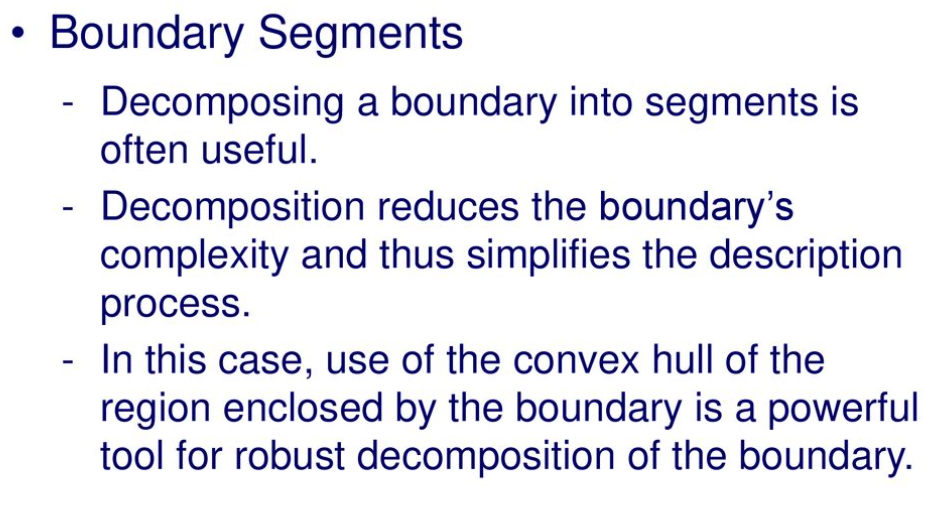 • Boundary Segments
- Decomposing a boundary into segments is
often useful.
- Decomposition reduces the boundary’s
complexity and thus simplifies the description
process.
- In this case, use of the convex hull of the
region enclosed by the boundary is a powerful
tool for robust decomposition of the boundary.